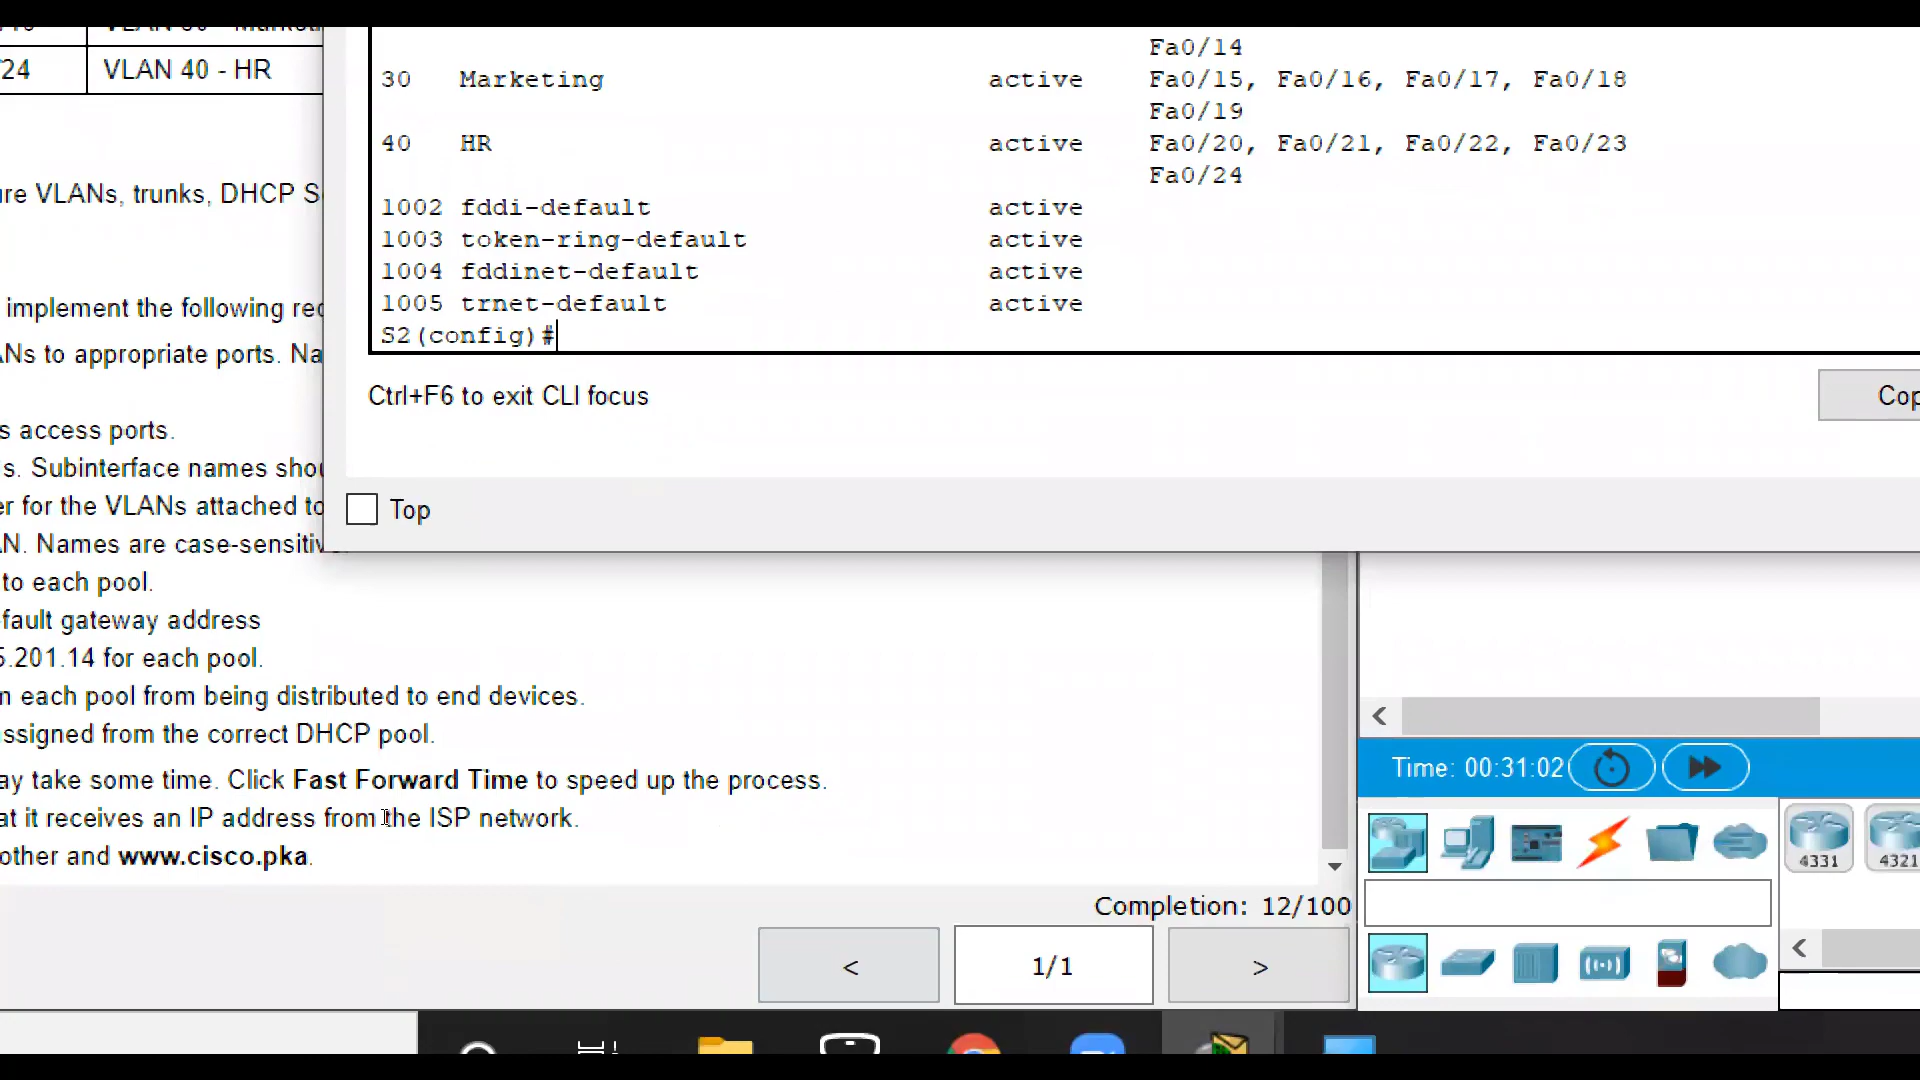 24 VLAN 40 - HR
Fa0/14
30 Marketing active Fa0/15, Fa0/16, Fa0/17, Fa0/18
Fa0/19
40 HR active Fa0/20, Fa0/21, Fa0/22, Fa0/23
Fa0/24
1002 fddi-default active
1003 token-ring-default active
1004 fddinet-default active
1005 trnet-default active
S2(config)#
Ctrl+F6 to exit CLI focus
Cop
Top
re VLANs, trunks, DHCP S
implement the following rec
Ns to appropriate ports. Na
s access ports.
s. Subinterface names shou
er for the VLANs attached to
N. Names are case-sensitive.
to each pool.
fault gateway address
5.201.14 for each pool.
n each pool from being distributed to end devices.
ssigned from the correct DHCP pool.
ay take some time. Click Fast Forward Time to speed up the process.
at it receives an IP address from the ISP network.
other and www.cisco.pka.
Completion: 12/100
< 1/1 >
Time: 00:31:02
4331 4321